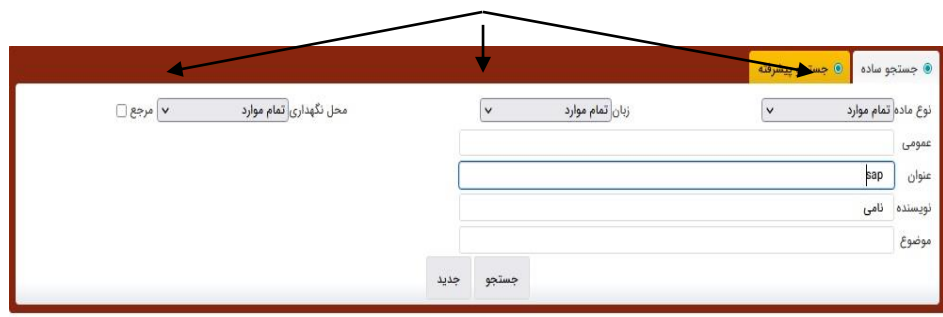 جستجو ساده جستجو پیشرفته
نوع ماده تمام موارد زبان تمام موارد محل نگهداری تمام موارد مرجع
عمومی
عنوان sap
نویسنده نامی
موضوع
جستجو جدید